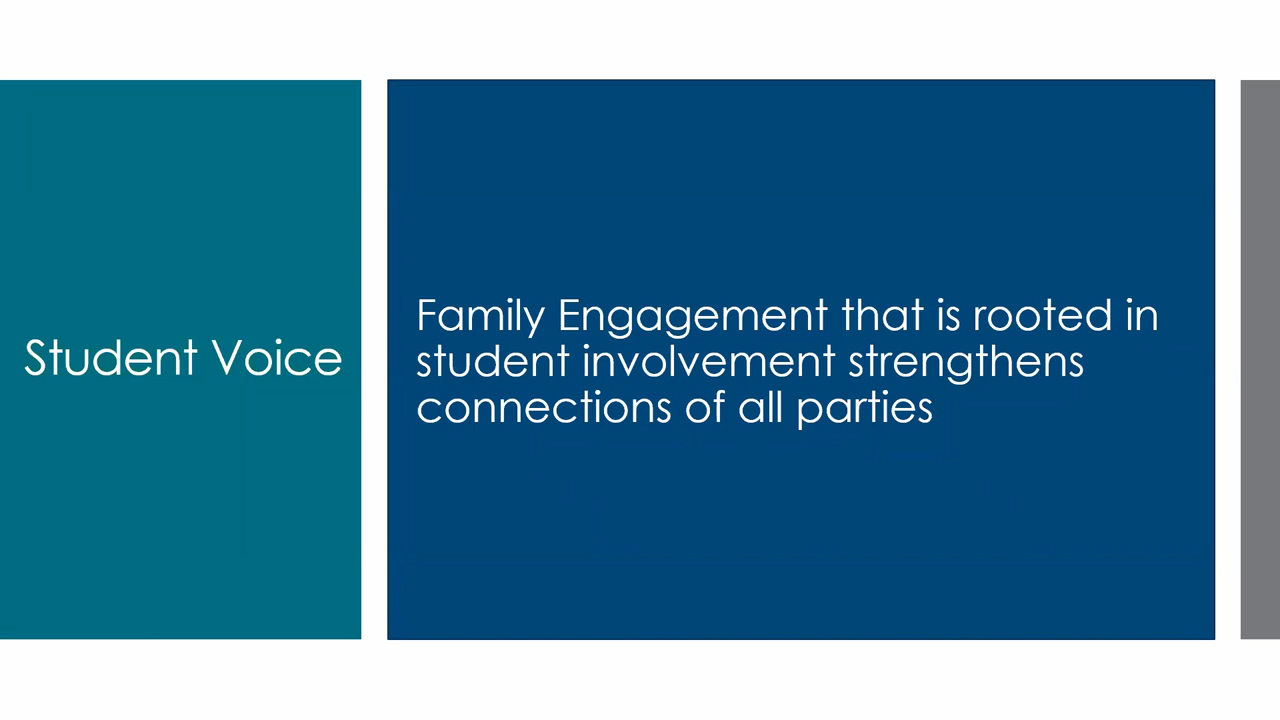 Student Voice
Family Engagement that is rooted in
student involvement strengthens
connections of all parties